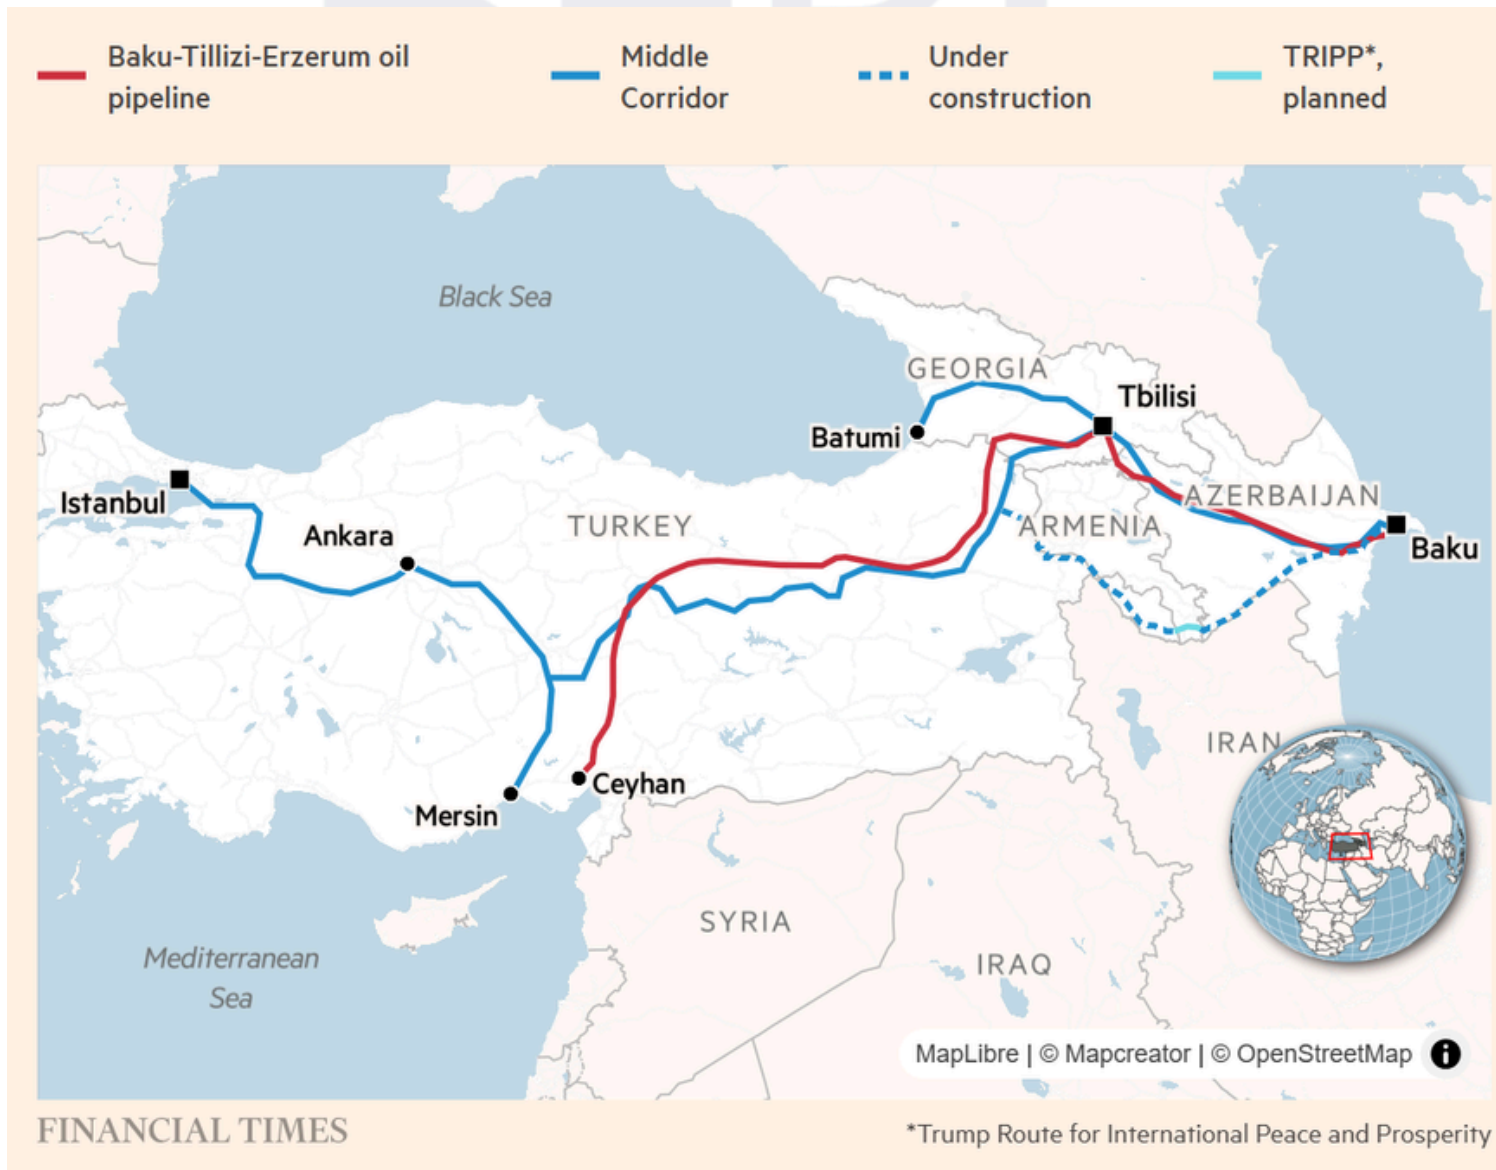 Baku-Tillizi-Erzerum oil
pipeline
Middle
Corridor
Under
construction
TRIPP*,
planned
Black Sea
GEORGIA
Tbilisi
Batumi
Istanbul
Ankara
TURKEY
ARMENIA
AZERBAIJAN
Baku
Mersin
Ceyhan
IRAN
SYRIA
IRAQ
Mediterranean
Sea
MapLibre | © Mapcreator | © OpenStreetMap
FINANCIAL TIMES
*Trump Route for International Peace and Prosperity